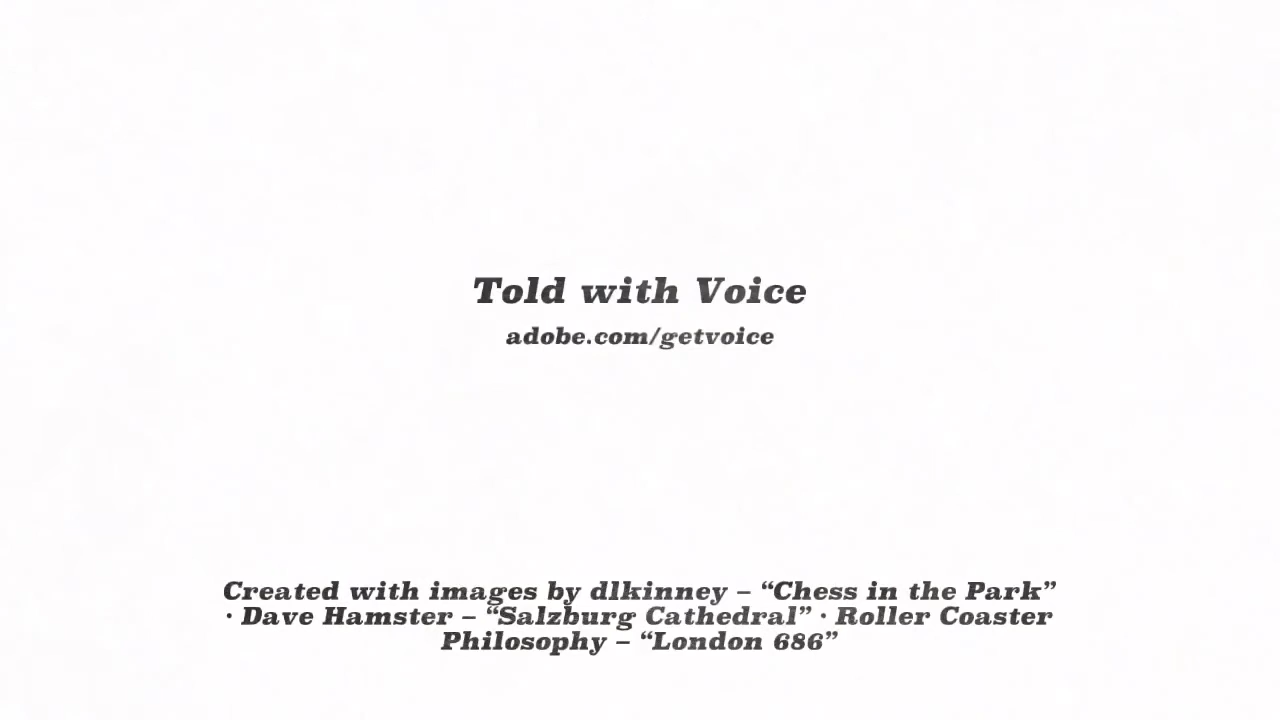 Told with Voice
adobe.com/getvoice
Created with images by dlkinney – “Chess in the Park”
· Dave Hamster – “Salzburg Cathedral” · Roller Coaster
Philosophy – “London 686”